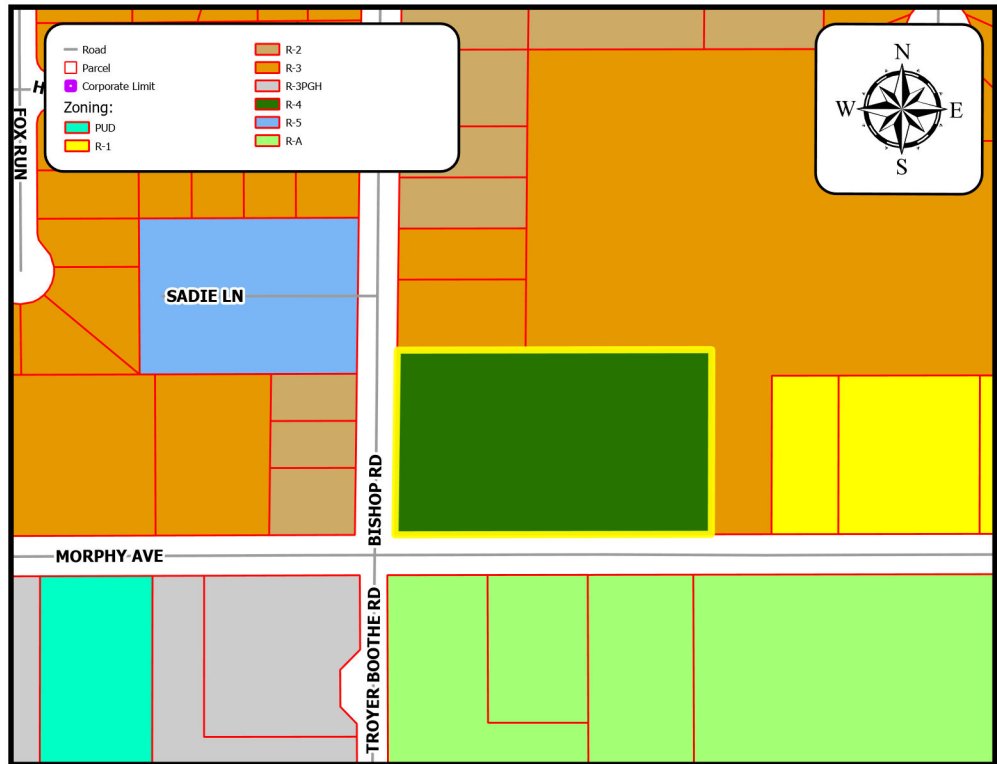 Road
Parcel
Corporate Limit
Zoning:
PUD
R-1
R-2
R-3
R-3PGH
R-4
R-5
R-A
N
W
E
S
H
FOX RUN
SADIE LN
BISHOP RD
MORPHY AVE
TROYER BOOTHE RD